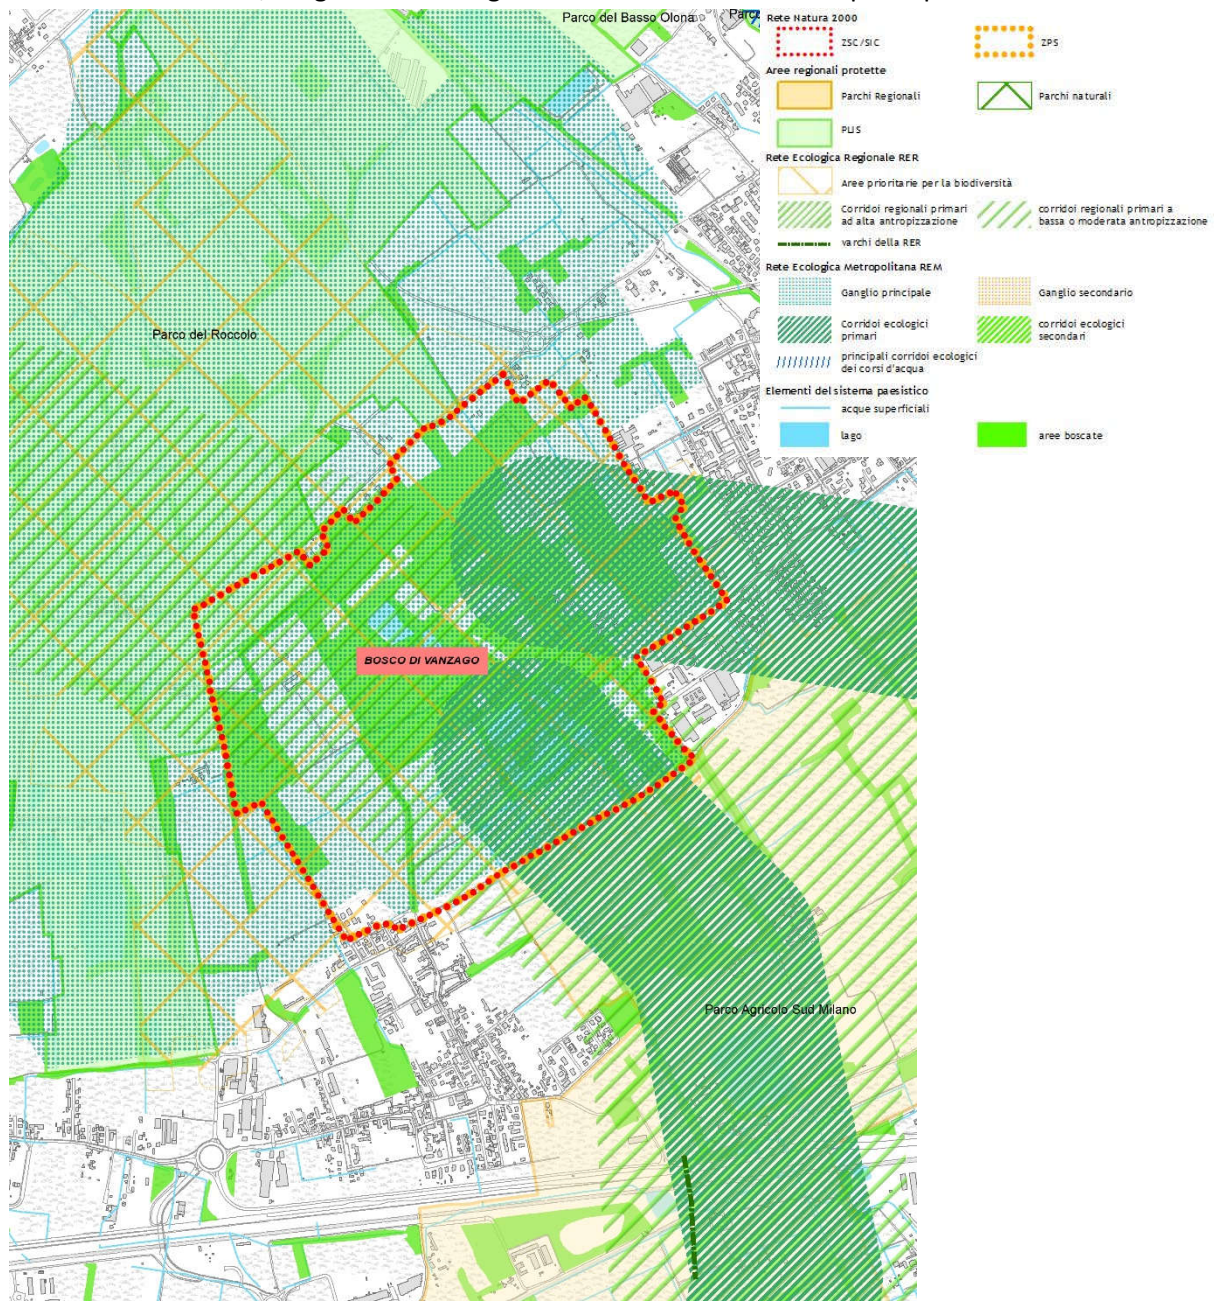 Parco del Basso Olona
Parco del Roccolo
BOSCO DI VANZAGO
Parco Agricolo Sud Milano
Rete Natura 2000
ZSC/SIC
ZPS
Aree regionali protette
Parchi Regionali
Parchi naturali
PLIS
Rete Ecologica Regionale RER
Aree prioritarie per la biodiversità
Corridoi regionali primari
ad alta antropizzazione
corridoi regionali primari a
bassa o moderata antropizzazione
varchi della RER
Rete Ecologica Metropolitana REM
Ganglio principale
Ganglio secondario
Corridoi ecologici
primari
corridoi ecologici
secondari
principali corridoi ecologici
dei corsi d'acqua
Elementi del sistema paesistico
acque superficiali
lago
aree boscate